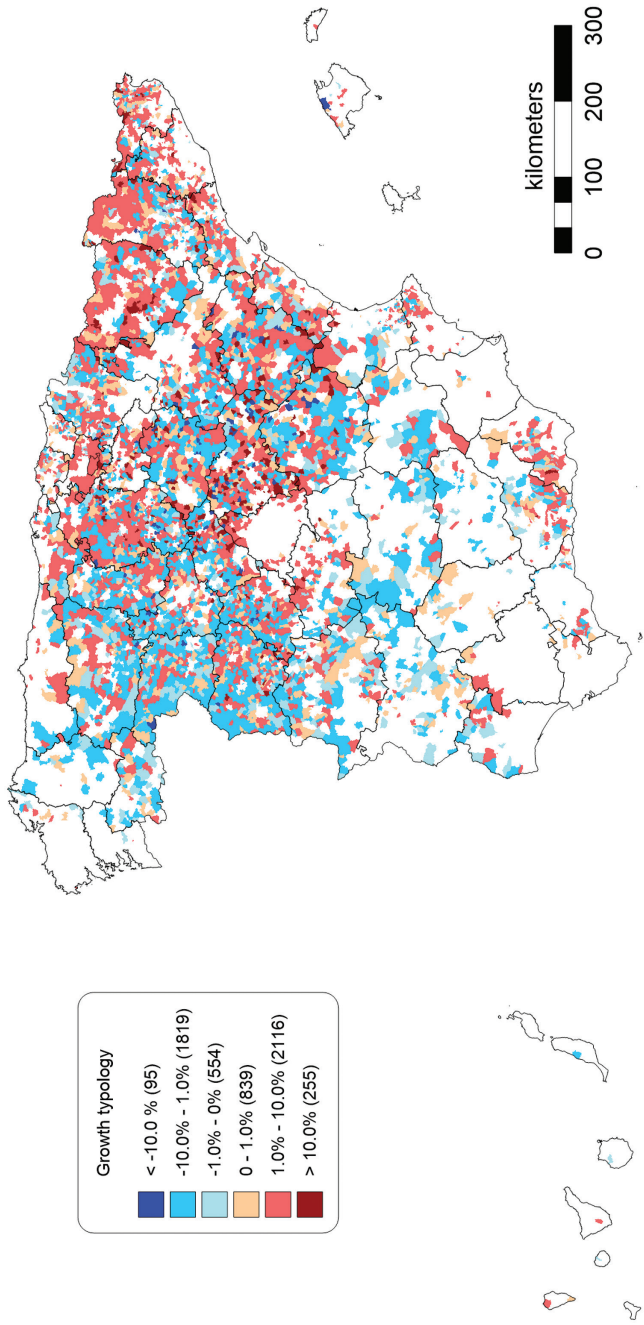 Growth typology
< -10.0 % (95)
-10.0% - 1.0% (1819)
-1.0% - 0% (554)
0 - 1.0% (839)
1.0% - 10.0% (2116)
> 10.0% (255)
kilometers
0 100 200 300